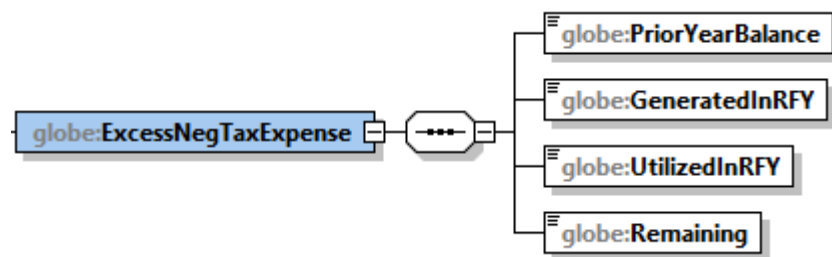 globe:PriorYearBalance
globe:GeneratedInRFY
globe:ExcessNegTaxExpense
globe:UtilizedInRFY
globe:Remaining